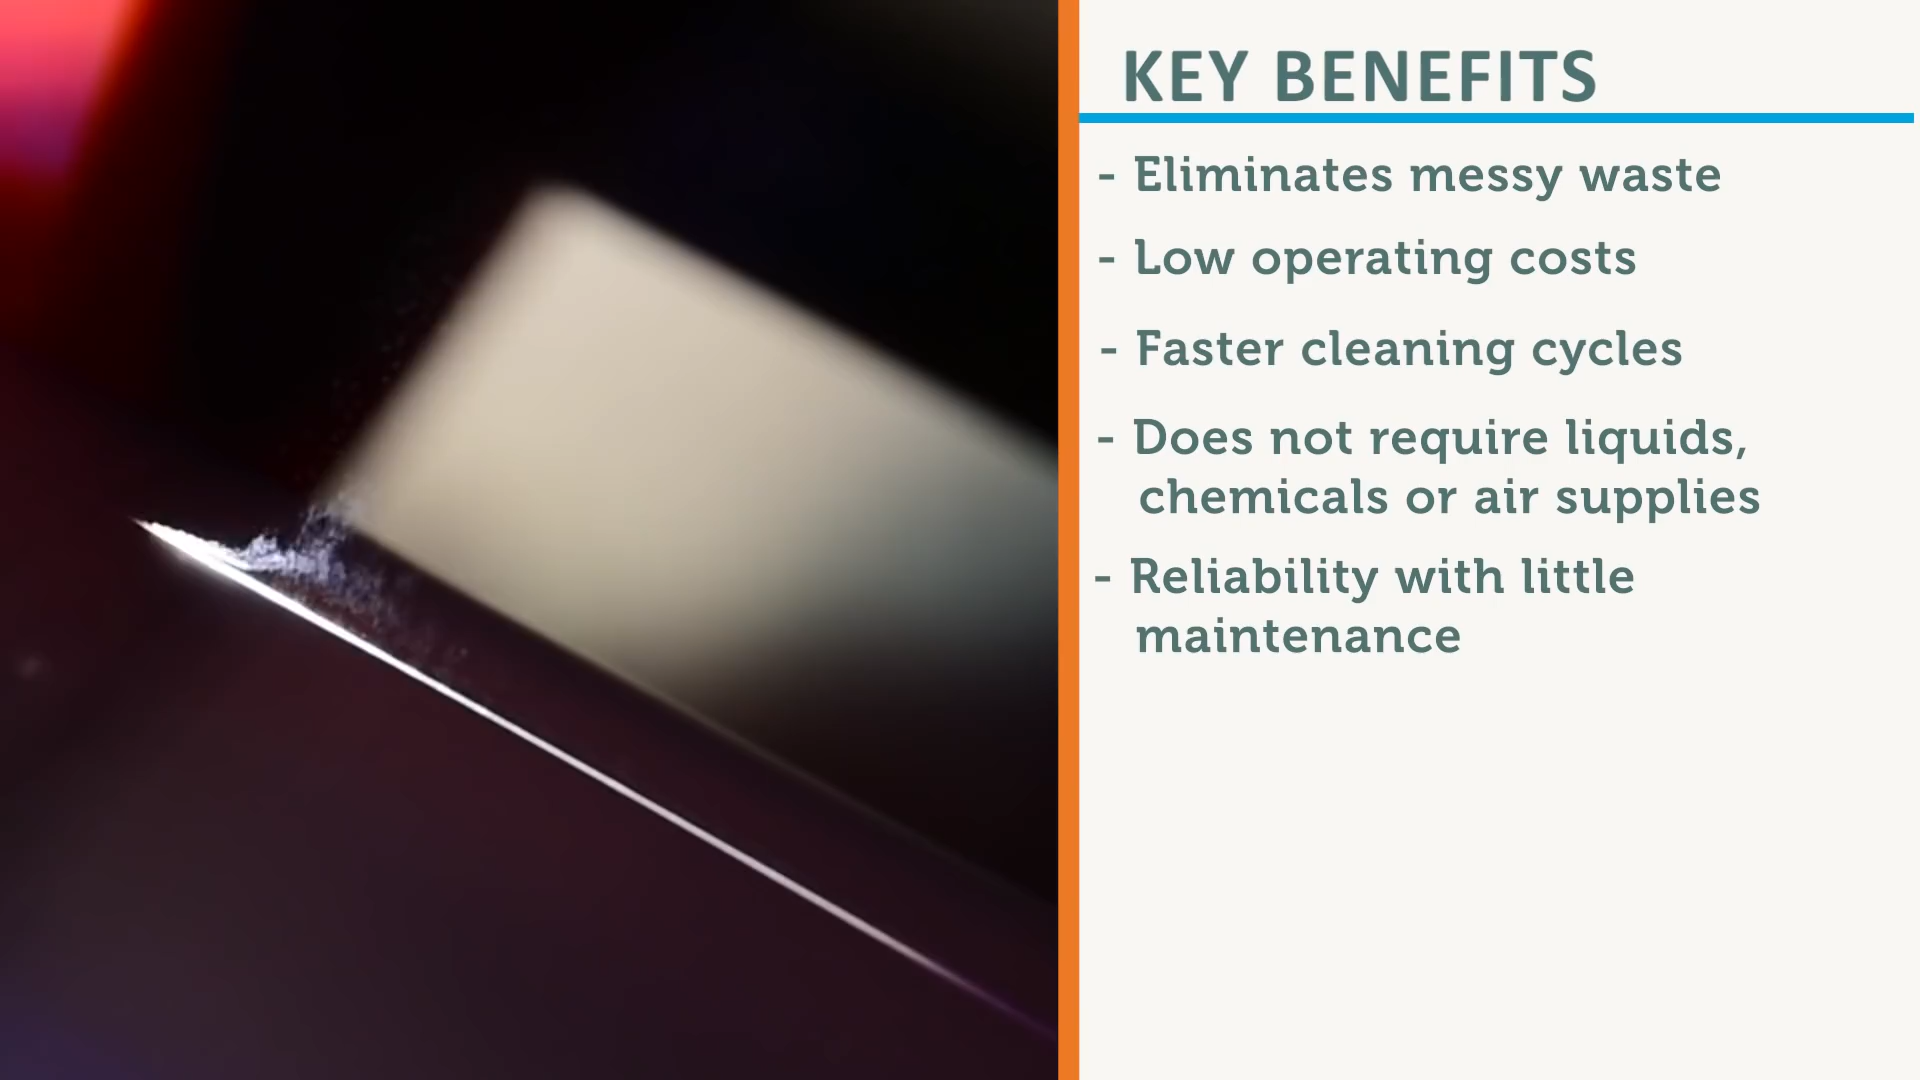 KEY BENEFITS
- Eliminates messy waste
- Low operating costs
- Faster cleaning cycles
- Does not require liquids,
chemicals or air supplies
- Reliability with little
maintenance